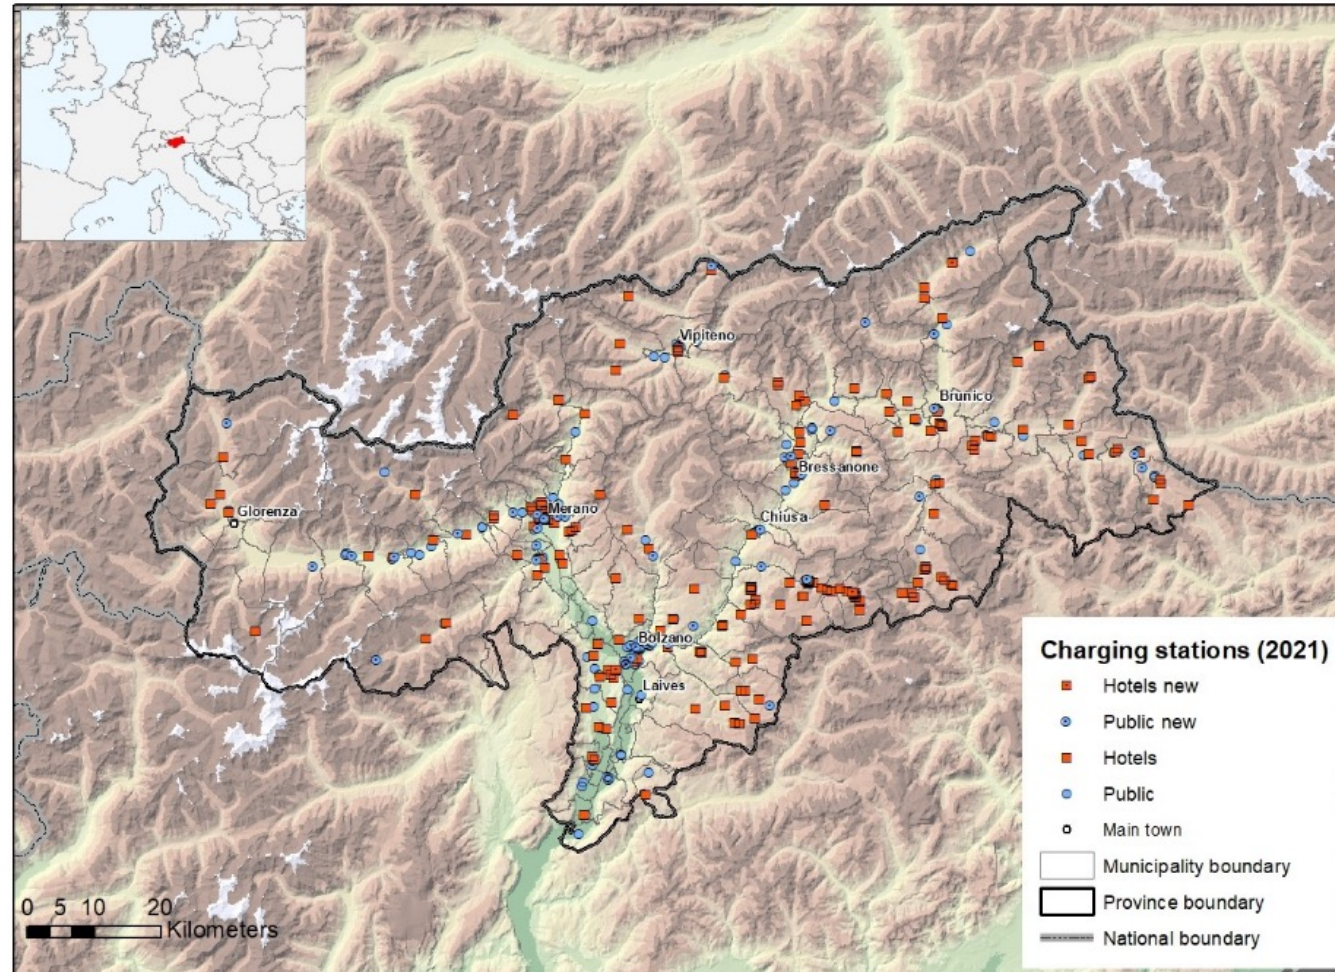 Vipiteno
Brunico
Bressanone
Glorenza
Merano
Chiusa
Bolzano
Laives
Charging stations (2021)
Hotels new
Public new
Hotels
Public
Main town
Municipality boundary
Province boundary
National boundary
0 5 10 20
Kilometers